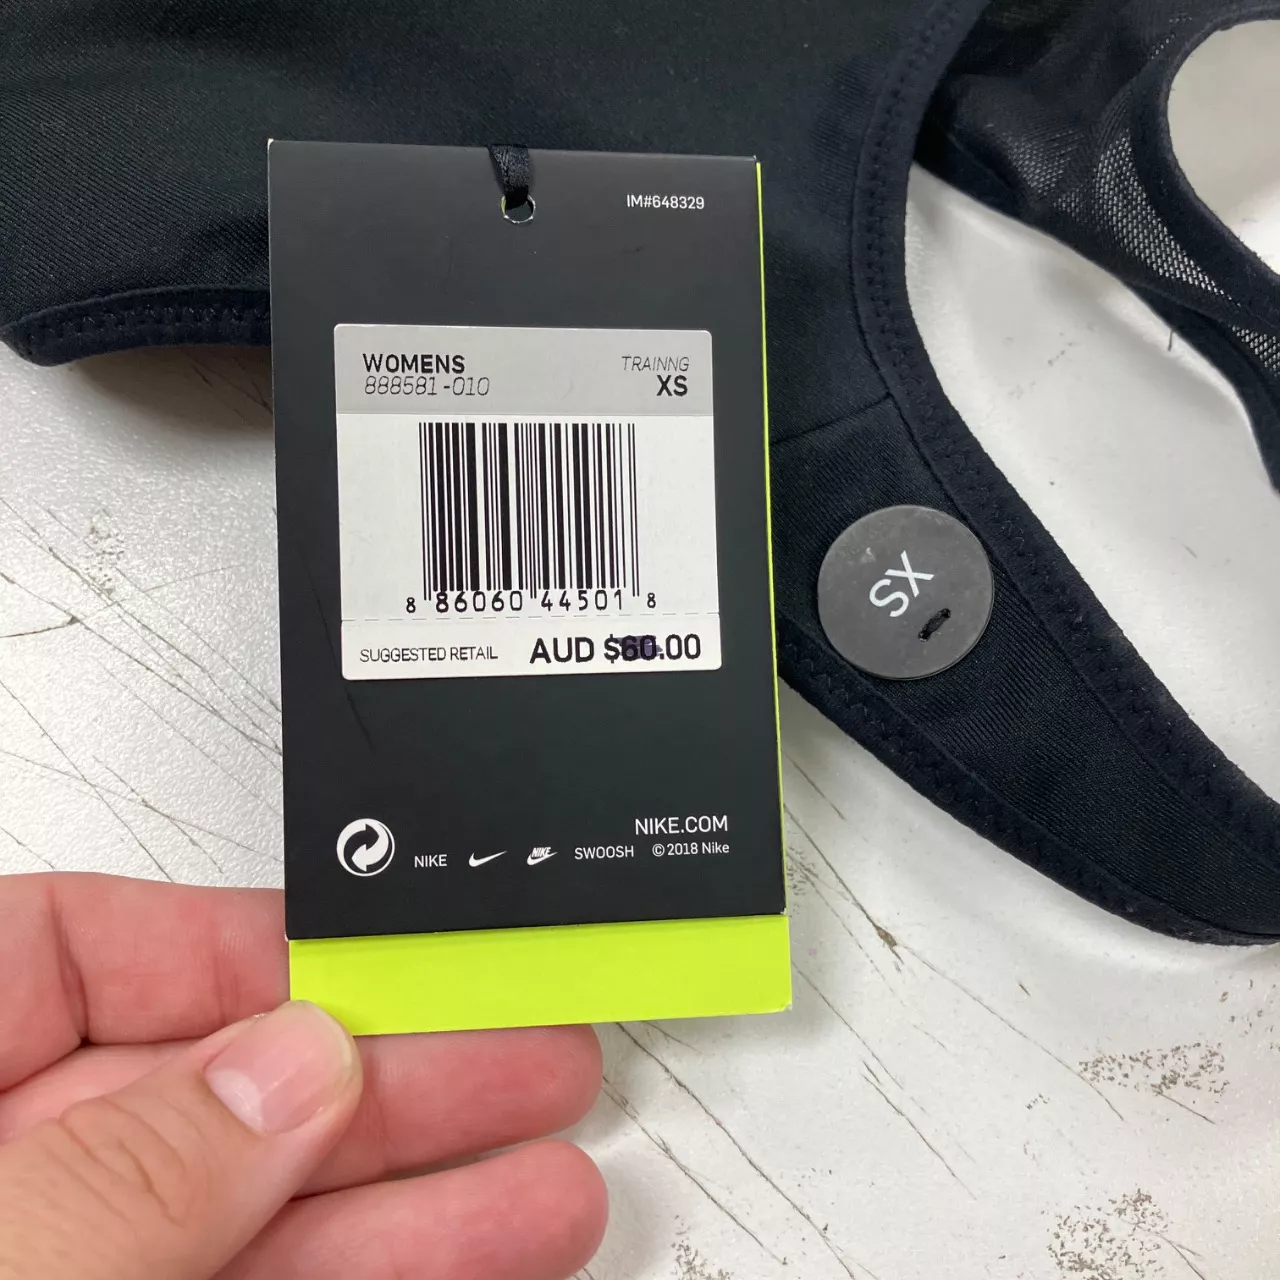 IM#648329
WOMENS TRAINNG
888581-010 XS
8 86060 44501 8
SUGGESTED RETAIL AUD $60.00
XS
NIKE.COM
NIKE NIKE SWOOSH © 2018 Nike